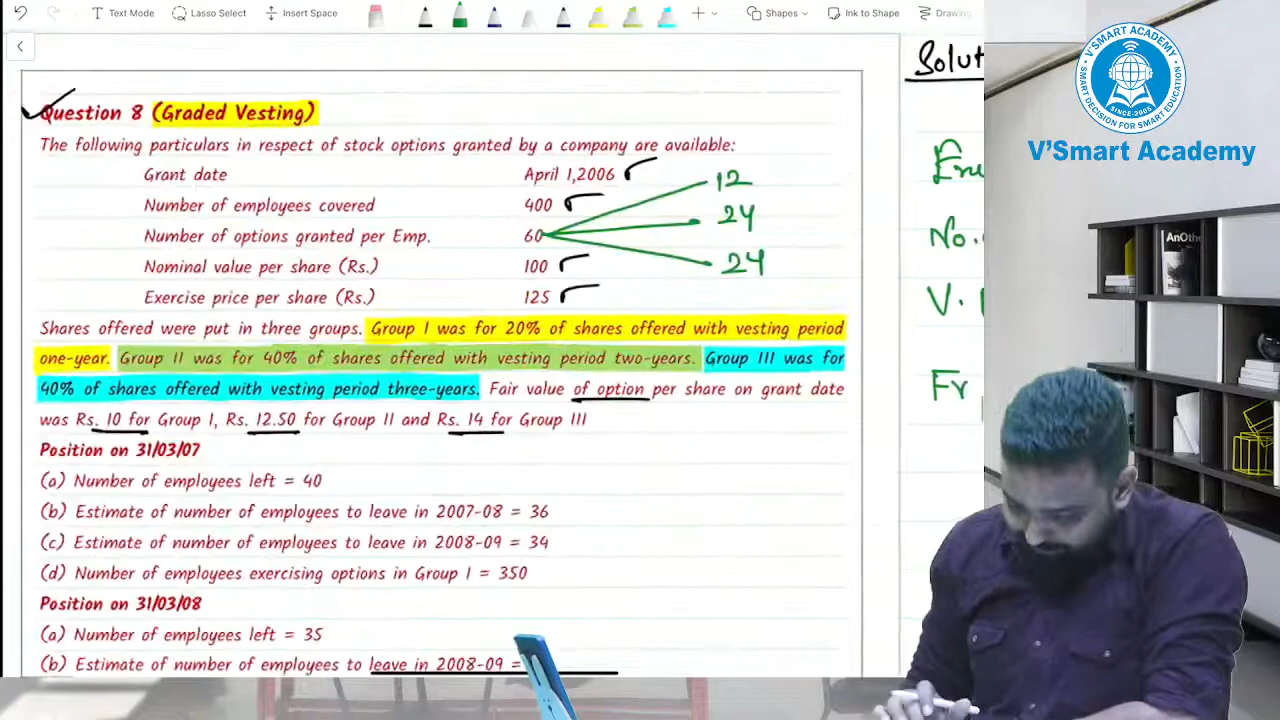 Text Mode Lasso Select Insert Space Shapes Ink to Shape Drawing
Question 8 (Graded Vesting)
The following particulars in respect of stock options granted by a company are available:
Grant date April 1,2006
Number of employees covered 400
Number of options granted per Emp. 60
Nominal value per share (Rs.) 100
Exercise price per share (Rs.) 125
12
24
24
Shares offered were put in three groups. Group I was for 20% of shares offered with vesting period
one-year. Group II was for 40% of shares offered with vesting period two-years. Group III was for
40% of shares offered with vesting period three-years. Fair value of option per share on grant date
was Rs. 10 for Group I, Rs. 12.50 for Group II and Rs. 14 for Group III
Position on 31/03/07
(a) Number of employees left = 40
(b) Estimate of number of employees to leave in 2007-08 = 36
(c) Estimate of number of employees to leave in 2008-09 = 34
(d) Number of employees exercising options in Group I = 350
Position on 31/03/08
(a) Number of employees left = 35
(b) Estimate of number of employees to leave in 2008-09 =
Solut
No.
V.
Fr
V'SMART ACADEMY
SMART DECISION FOR SMART EDUCATION
SINCE-2005
V'Smart Academy
AnOthe